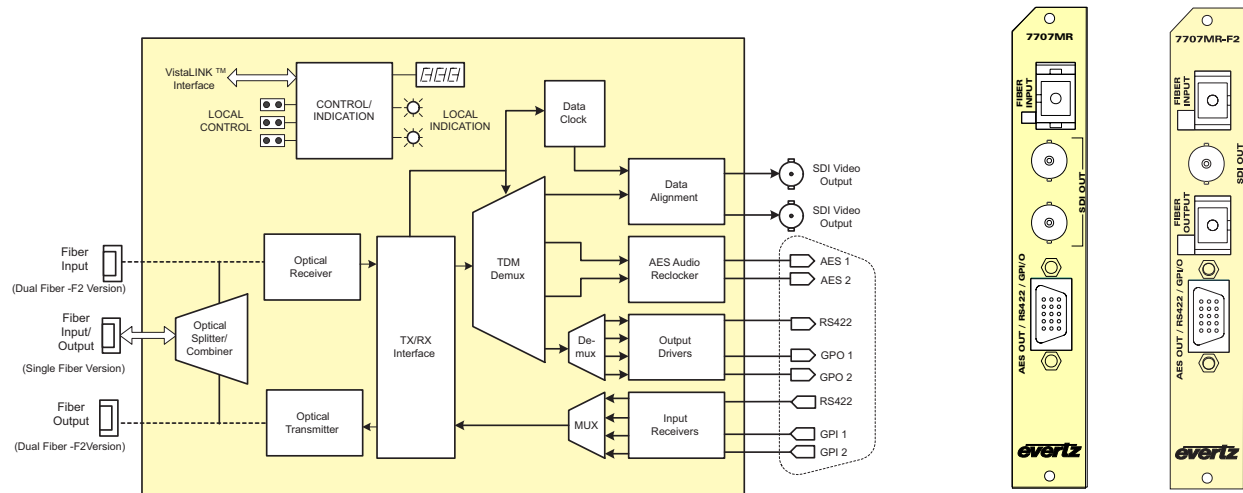 VistaLINK ™
Interface
LOCAL
CONTROL
CONTROL/
INDICATION
LOCAL
INDICATION
Data
Clock
Data
Alignment
SDI Video
Output
SDI Video
Output
Fiber
Input
(Dual Fiber -F2 Version)
Optical
Receiver
TDM
Demux
AES Audio
Reclocker
AES 1
AES 2
Fiber
Input/
Output
(Single Fiber Version)
Optical
Splitter/
Combiner
TX/RX
Interface
De-
mux
Output
Drivers
RS422
GPO 1
GPO 2
Fiber
Output
(Dual Fiber -F2Version)
Optical
Transmitter
MUX
Input
Receivers
RS422
GPI 1
GPI 2
7707MR
FIBER
INPUT
SDI OUT
AES OUT / RS422 / GPI/O
evertz
7707MR-F2
FIBER
INPUT
SDI OUT
FIBER
OUTPUT
AES OUT / RS422 / GPI/O
evertz